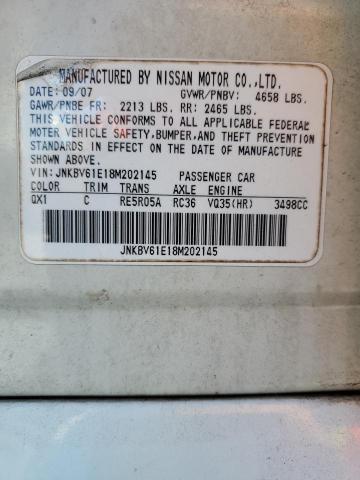 MANUFACTURED BY NISSAN MOTOR CO.,LTD.
DATE: 09/07 GVWR/PNBV: 4658 LBS.
GAWR/PNBE FR: 2213 LBS. RR: 2465 LBS.
THIS VEHICLE CONFORMS TO ALL APPLICABLE FEDERAL
MOTOR VEHICLE SAFETY,BUMPER,AND THEFT PREVENTION
STANDARDS IN EFFECT ON THE DATE OF MANUFACTURE
SHOWN ABOVE.
VIN: JNKBV61E18M202145 PASSENGER CAR
COLOR TRIM TRANS AXLE ENGINE
QX1 C RE5R05A RC36 VQ35(HR) 3498CC
JNKBV61E18M202145